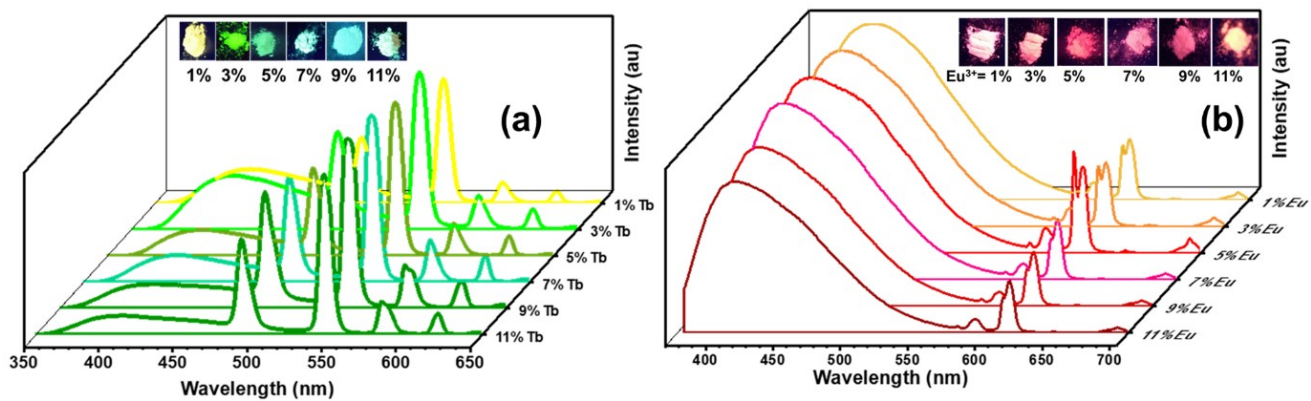 1% 3% 5% 7% 9% 11%
(a)
Intensity (au)
1% Tb
3% Tb
5% Tb
7% Tb
9% Tb
11% Tb
350 400 450 500 550 600 650
Wavelength (nm)
Eu³⁺= 1% 3% 5% 7% 9% 11%
(b)
Intensity (au)
1% Eu
3% Eu
5% Eu
7% Eu
9% Eu
11% Eu
400 450 500 550 600 650 700
Wavelength (nm)